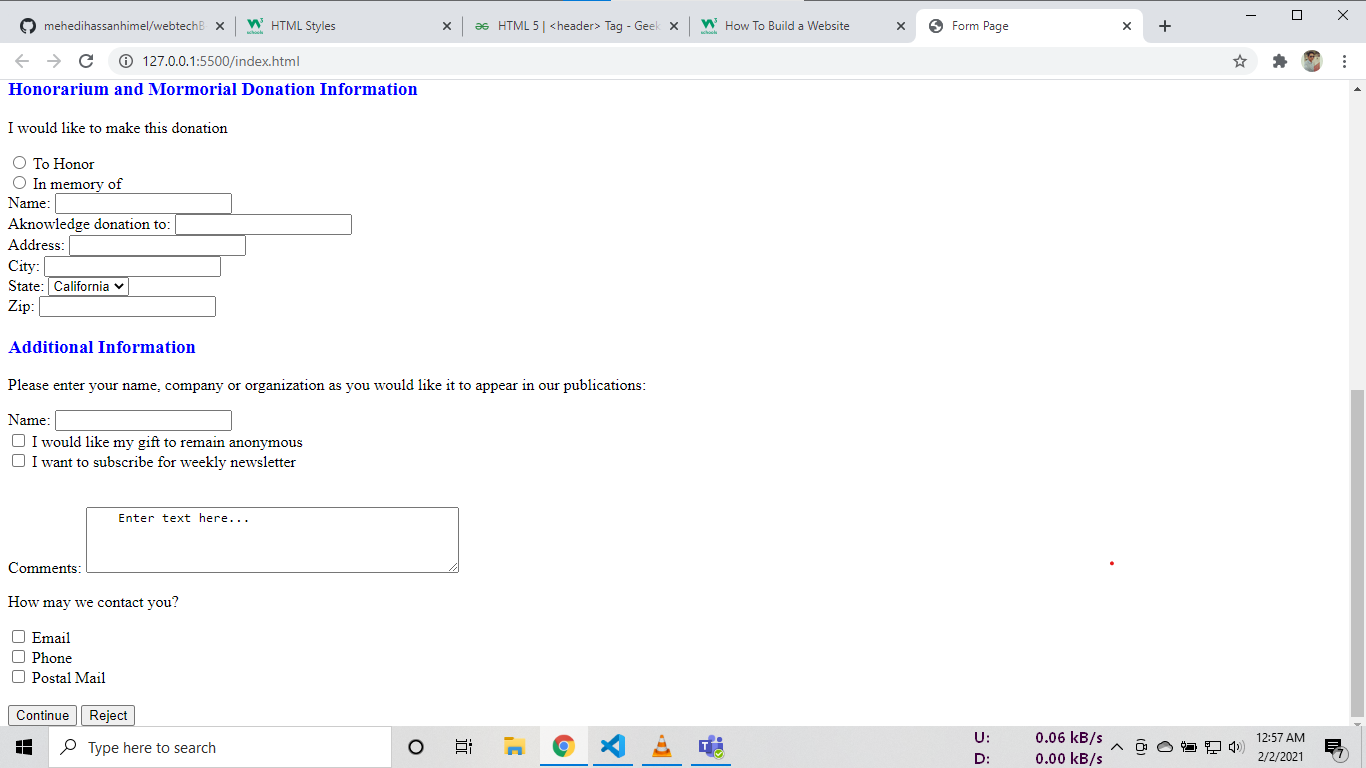 mehedihassanhimel/webtechB
HTML Styles
HTML 5 | <header> Tag - Geek
How To Build a Website
Form Page
127.0.0.1:5500/index.html
Honorarium and Mormorial Donation Information
I would like to make this donation
To Honor
In memory of
Name:
Aknowledge donation to:
Address:
City:
State: California
Zip:
Additional Information
Please enter your name, company or organization as you would like it to appear in our publications:
Name:
I would like my gift to remain anonymous
I want to subscribe for weekly newsletter
Enter text here...
Comments:
How may we contact you?
Email
Phone
Postal Mail
Continue Reject
Type here to search
U: 0.06 kB/s
D: 0.00 kB/s
12:57 AM
2/2/2021
7